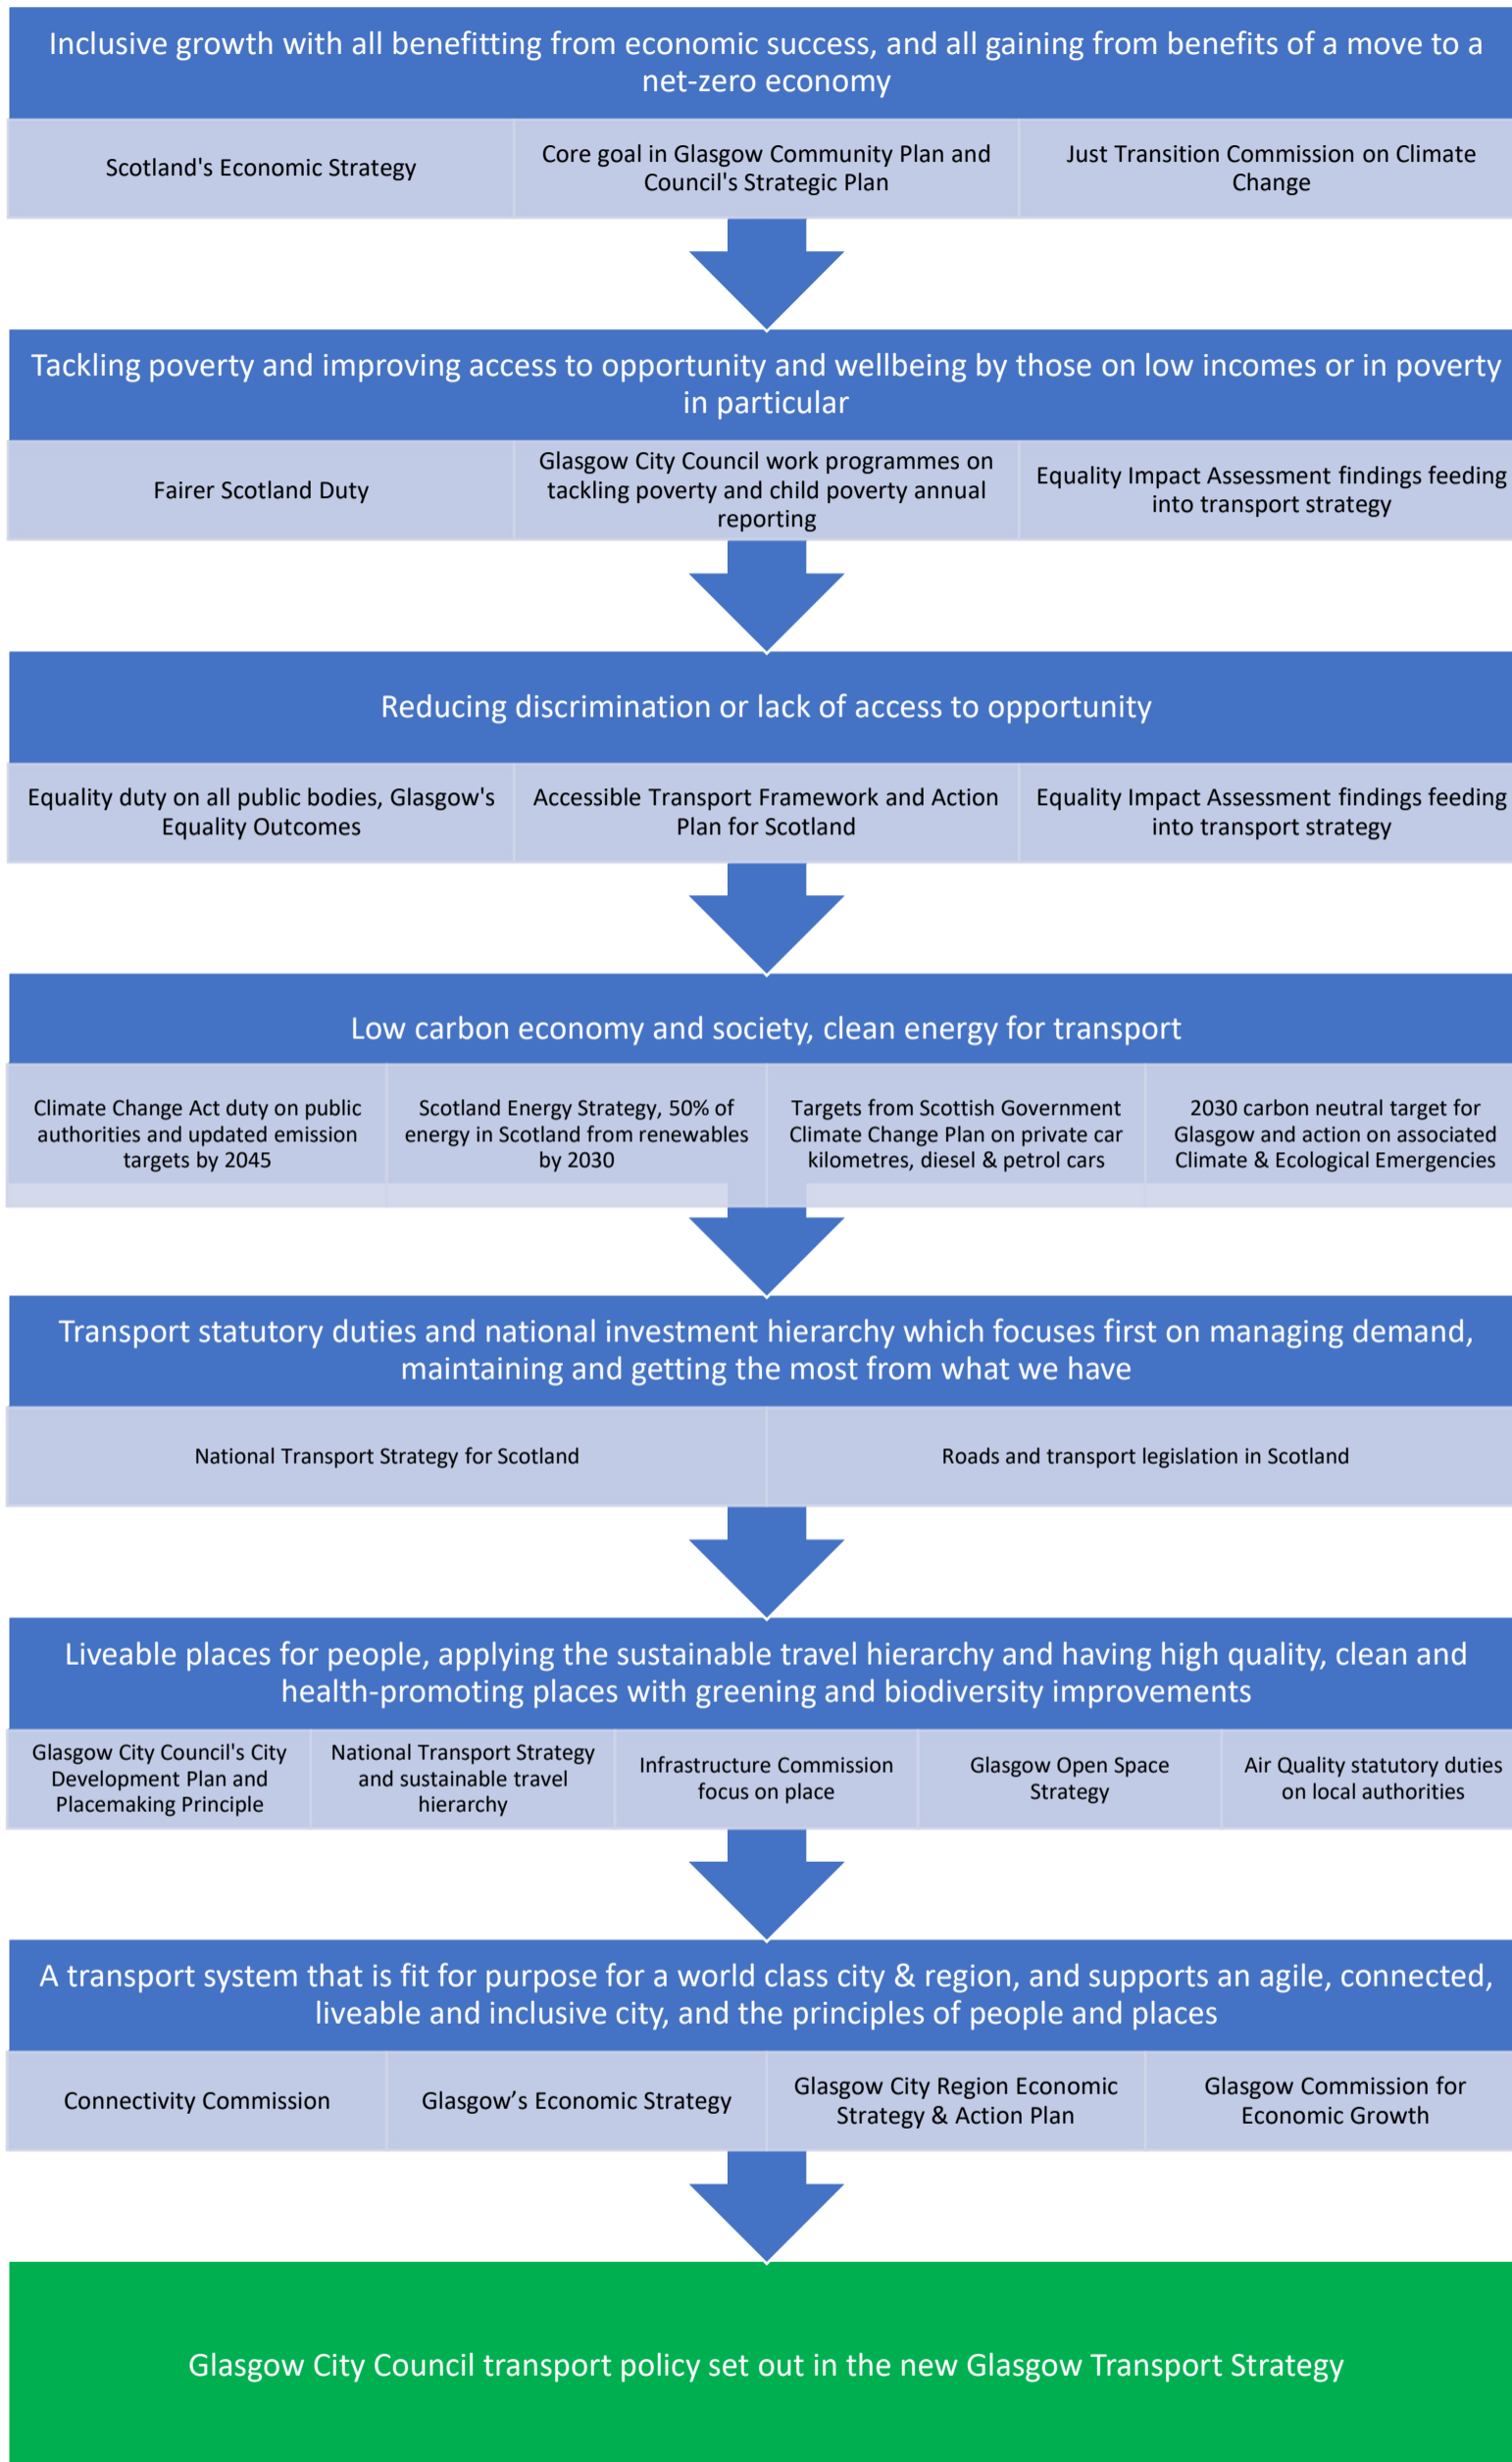 Inclusive growth with all benefitting from economic success, and all gaining from benefits of a move to a
net-zero economy
Scotland's Economic Strategy
Core goal in Glasgow Community Plan and
Council's Strategic Plan
Just Transition Commission on Climate
Change
Tackling poverty and improving access to opportunity and wellbeing by those on low incomes or in poverty
in particular
Fairer Scotland Duty
Glasgow City Council work programmes on
tackling poverty and child poverty annual
reporting
Equality Impact Assessment findings feeding
into transport strategy
Reducing discrimination or lack of access to opportunity
Equality duty on all public bodies, Glasgow's
Equality Outcomes
Accessible Transport Framework and Action
Plan for Scotland
Equality Impact Assessment findings feeding
into transport strategy
Low carbon economy and society, clean energy for transport
Climate Change Act duty on public
authorities and updated emission
targets by 2045
Scotland Energy Strategy, 50% of
energy in Scotland from renewables
by 2030
Targets from Scottish Government
Climate Change Plan on private car
kilometres, diesel & petrol cars
2030 carbon neutral target for
Glasgow and action on associated
Climate & Ecological Emergencies
Transport statutory duties and national investment hierarchy which focuses first on managing demand,
maintaining and getting the most from what we have
National Transport Strategy for Scotland
Roads and transport legislation in Scotland
Liveable places for people, applying the sustainable travel hierarchy and having high quality, clean and
health-promoting places with greening and biodiversity improvements
Glasgow City Council's City
Development Plan and
Placemaking Principle
National Transport Strategy
and sustainable travel
hierarchy
Infrastructure Commission
focus on place
Glasgow Open Space
Strategy
Air Quality statutory duties
on local authorities
A transport system that is fit for purpose for a world class city & region, and supports an agile, connected,
liveable and inclusive city, and the principles of people and places
Connectivity Commission
Glasgow’s Economic Strategy
Glasgow City Region Economic
Strategy & Action Plan
Glasgow Commission for
Economic Growth
Glasgow City Council transport policy set out in the new Glasgow Transport Strategy